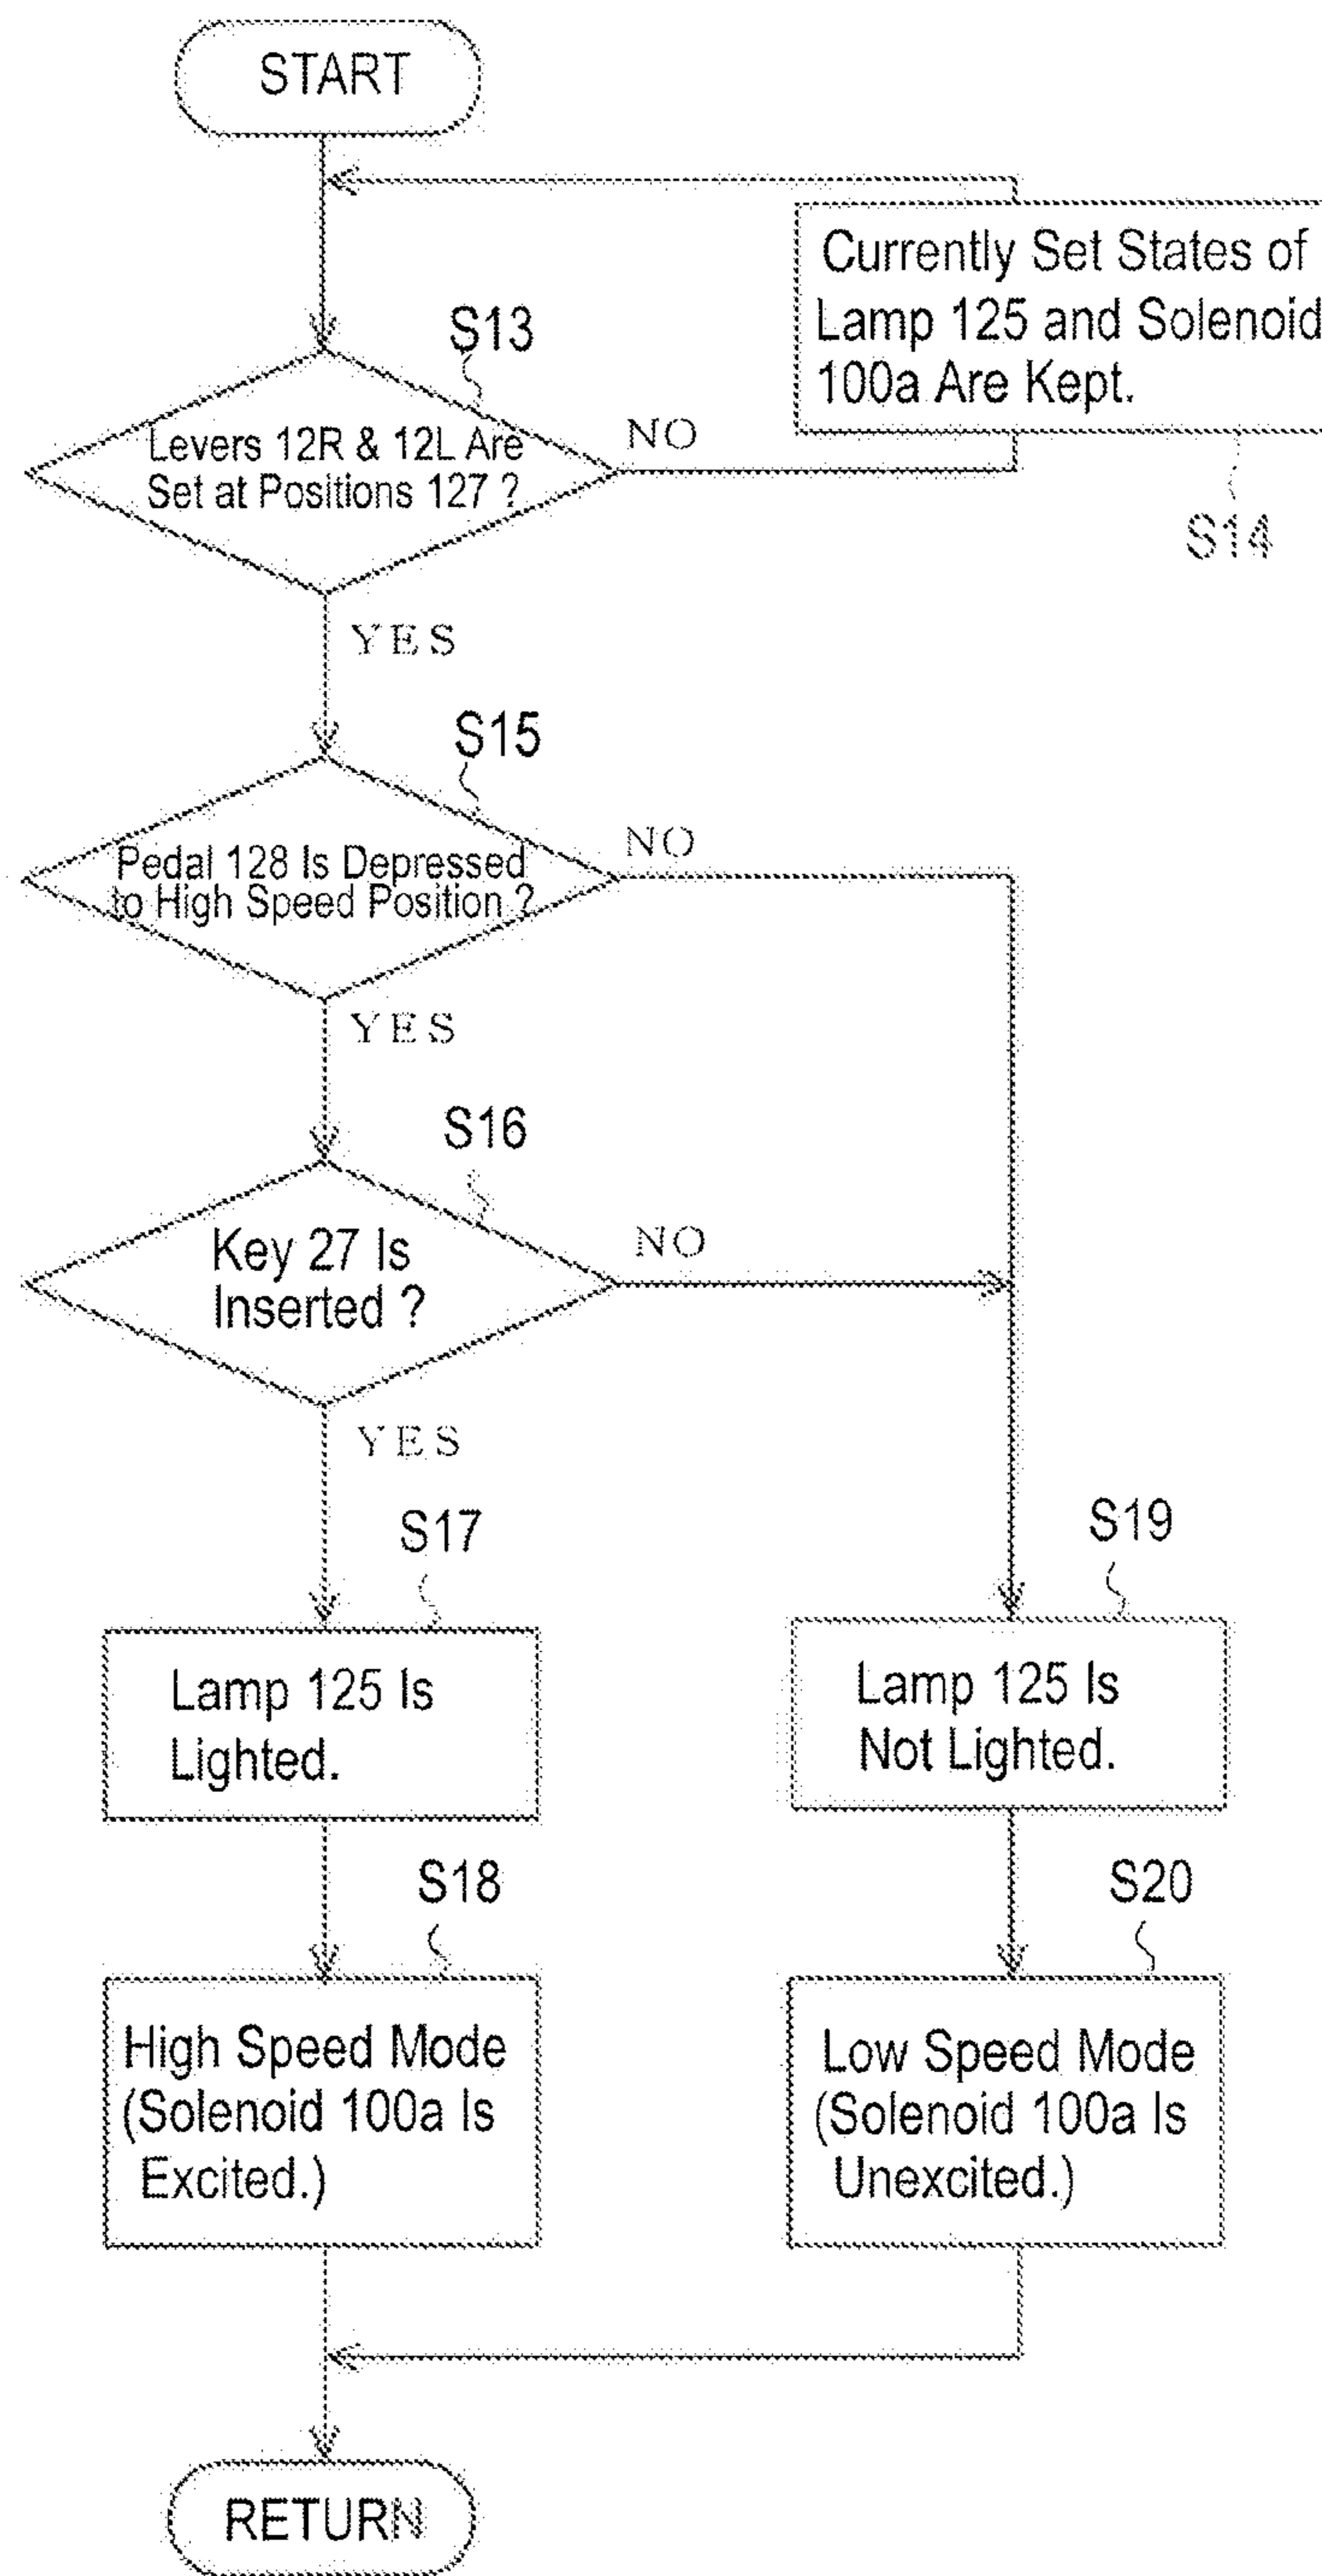 START
Currently Set States of
Lamp 125 and Solenoid
100a Are Kept.
S13
Levers 12R & 12L Are
Set at Positions 127 ?
NO
S14
YES
S15
Pedal 128 Is Depressed
to High Speed Position ?
NO
YES
S16
Key 27 Is
Inserted ?
NO
YES
S17
S19
Lamp 125 Is
Lighted.
Lamp 125 Is
Not Lighted.
S18
S20
High Speed Mode
(Solenoid 100a Is
Excited.)
Low Speed Mode
(Solenoid 100a Is
Unexcited.)
RETURN